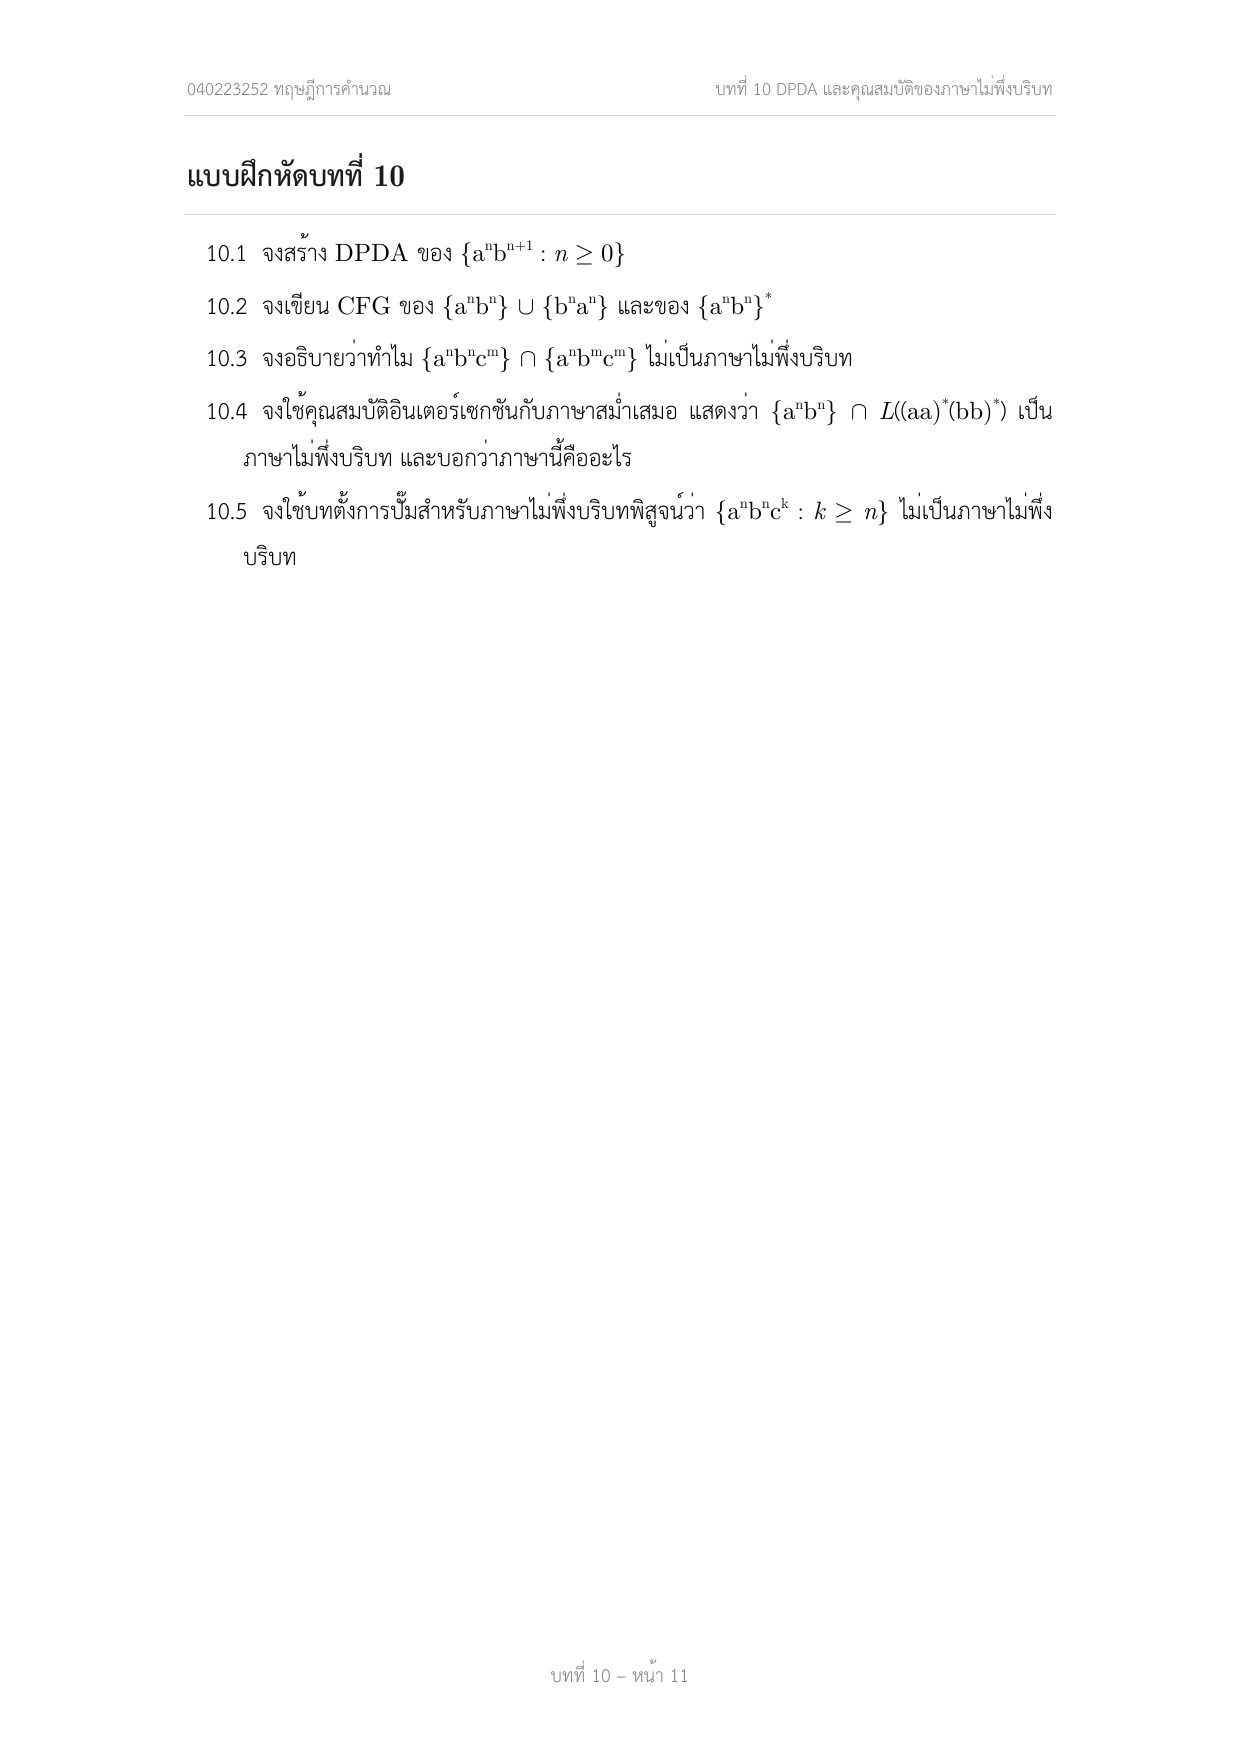 040223252 ทฤษฎีการคำนวณ บทที่ 10 DPDA และคุณสมบัติของภาษาไม่พึ่งบริบท
แบบฝึกหัดบทที่ 10
10.1 จงสร้าง DPDA ของ {aⁿbⁿ⁺¹ : n ≥ 0}
10.2 จงเขียน CFG ของ {aⁿbⁿ} ∪ {bⁿaⁿ} และของ {aⁿbⁿ}*
10.3 จงอธิบายว่าทำไม {aⁿbⁿcᵐ} ∩ {aⁿbᵐcᵐ} ไม่เป็นภาษาไม่พึ่งบริบท
10.4 จงใช้คุณสมบัติอินเตอร์เซกชันกับภาษาสม่ำเสมอ แสดงว่า {aⁿbⁿ} ∩ L((aa)*(bb)*) เป็น
ภาษาไม่พึ่งบริบท และบอกว่าภาษานี้คืออะไร
10.5 จงใช้บทตั้งการปั๊มสำหรับภาษาไม่พึ่งบริบทพิสูจน์ว่า {aⁿbⁿcᵏ : k ≥ n} ไม่เป็นภาษาไม่พึ่ง
บริบท
บทที่ 10 – หน้า 11